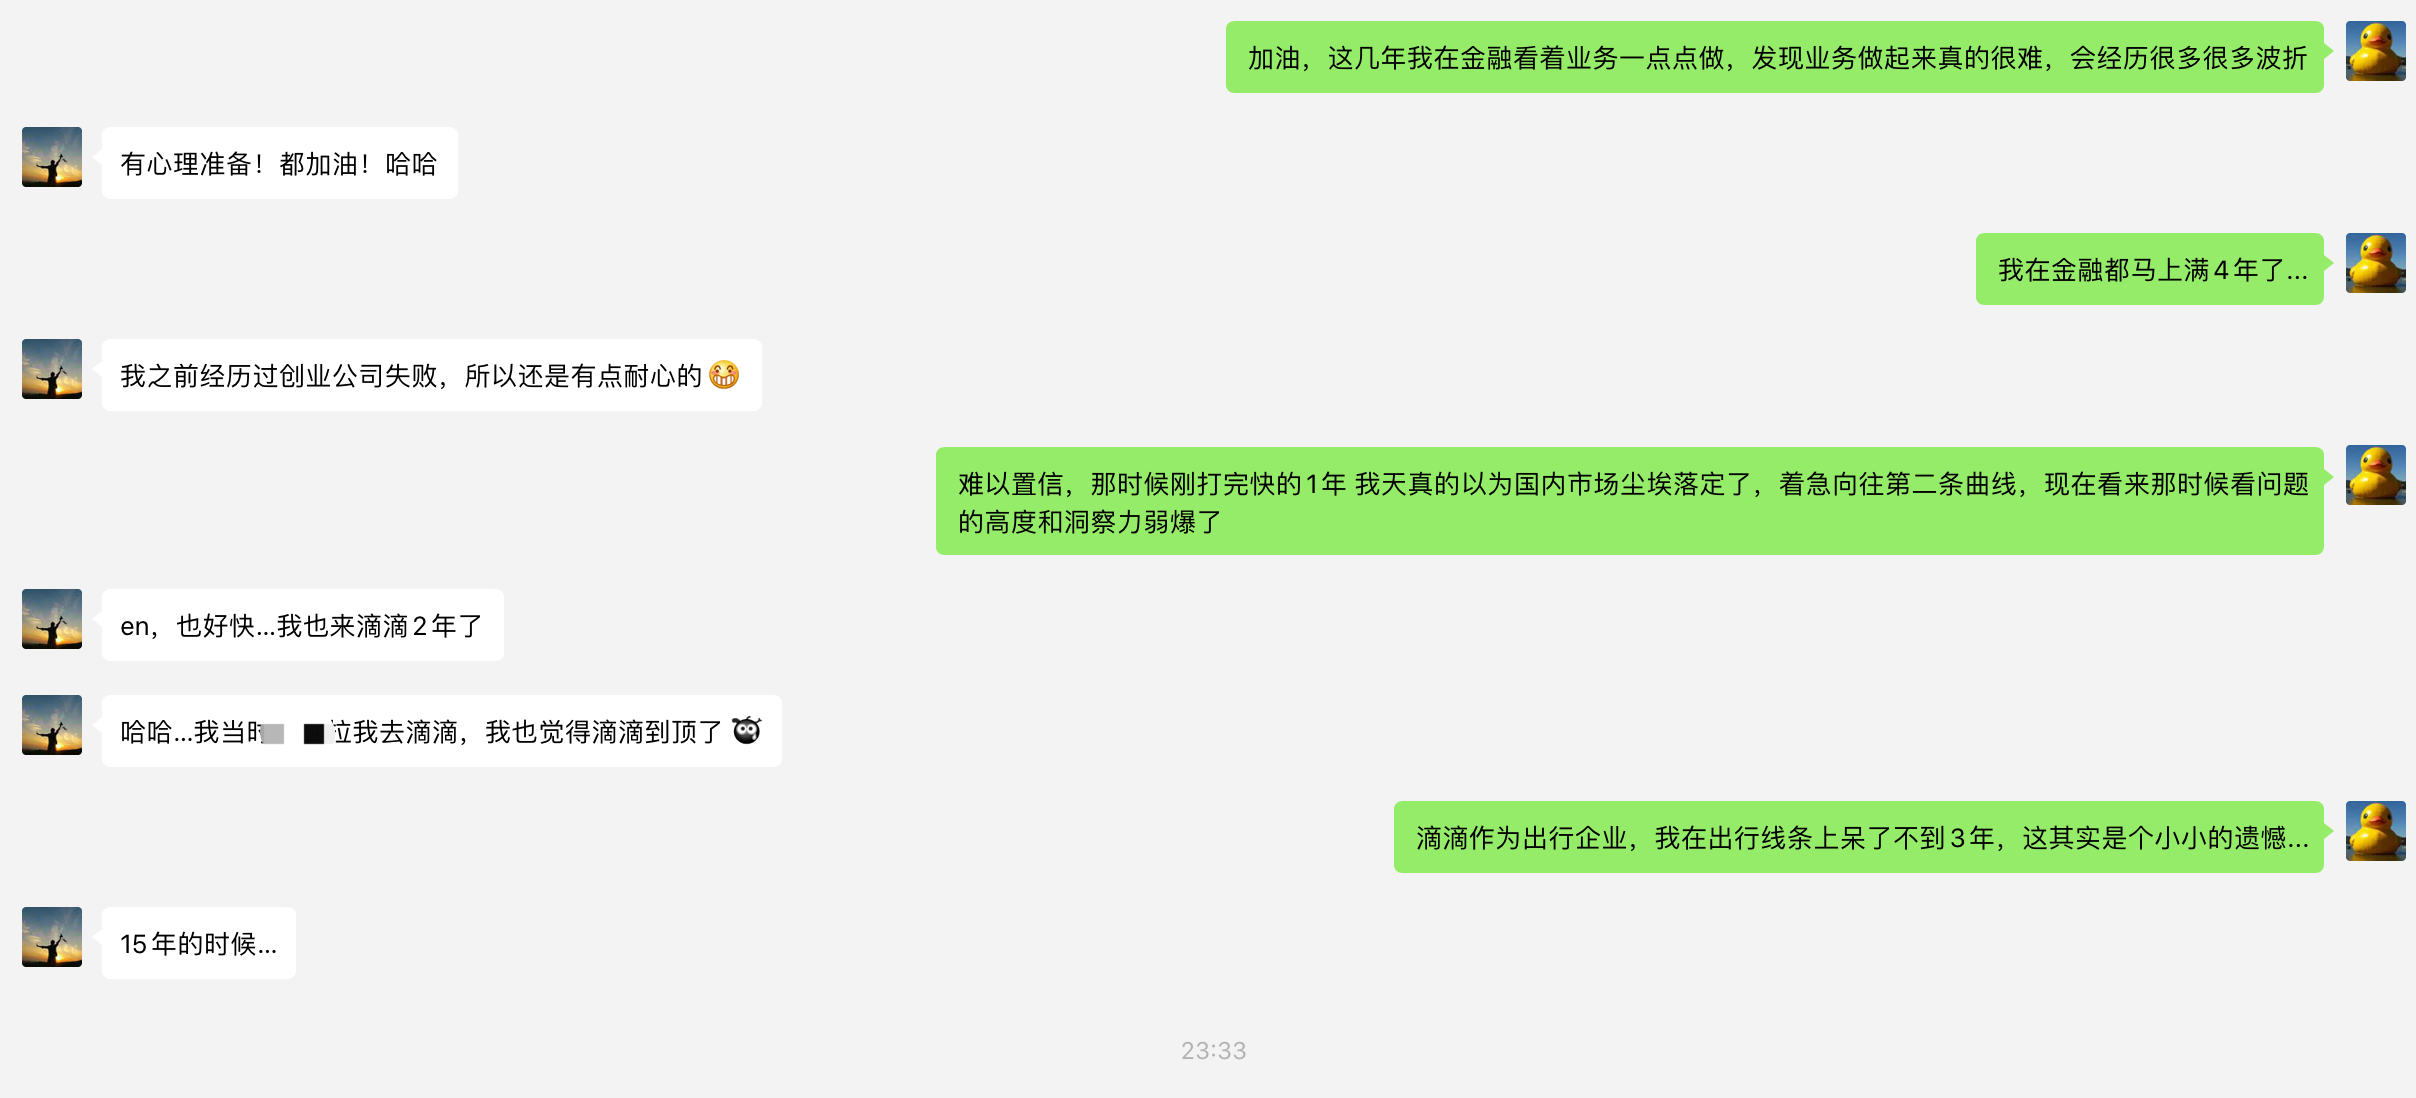 加油，这几年我在金融看着业务一点点做，发现业务做起来真的很难，会经历很多很多波折
有心理准备！都加油！哈哈
我在金融都马上满4年了...
我之前经历过创业公司失败，所以还是有点耐心的
难以置信，那时候刚打完快的1年 我天真的以为国内市场尘埃落定了，着急向往第二条曲线，现在看来那时候看问题
的高度和洞察力弱爆了
en，也好快...我也来滴滴2年了
哈哈...我当时 拉我去滴滴，我也觉得滴滴到顶了
滴滴作为出行企业，我在出行线条上呆了不到3年，这其实是个小小的遗憾...
15年的时候...
23:33